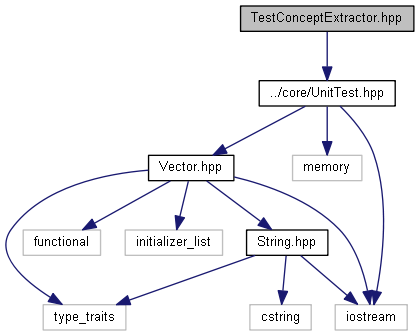 TestConceptExtractor.hpp
../core/UnitTest.hpp
Vector.hpp
memory
functional
initializer_list
String.hpp
type_traits
cstring
iostream